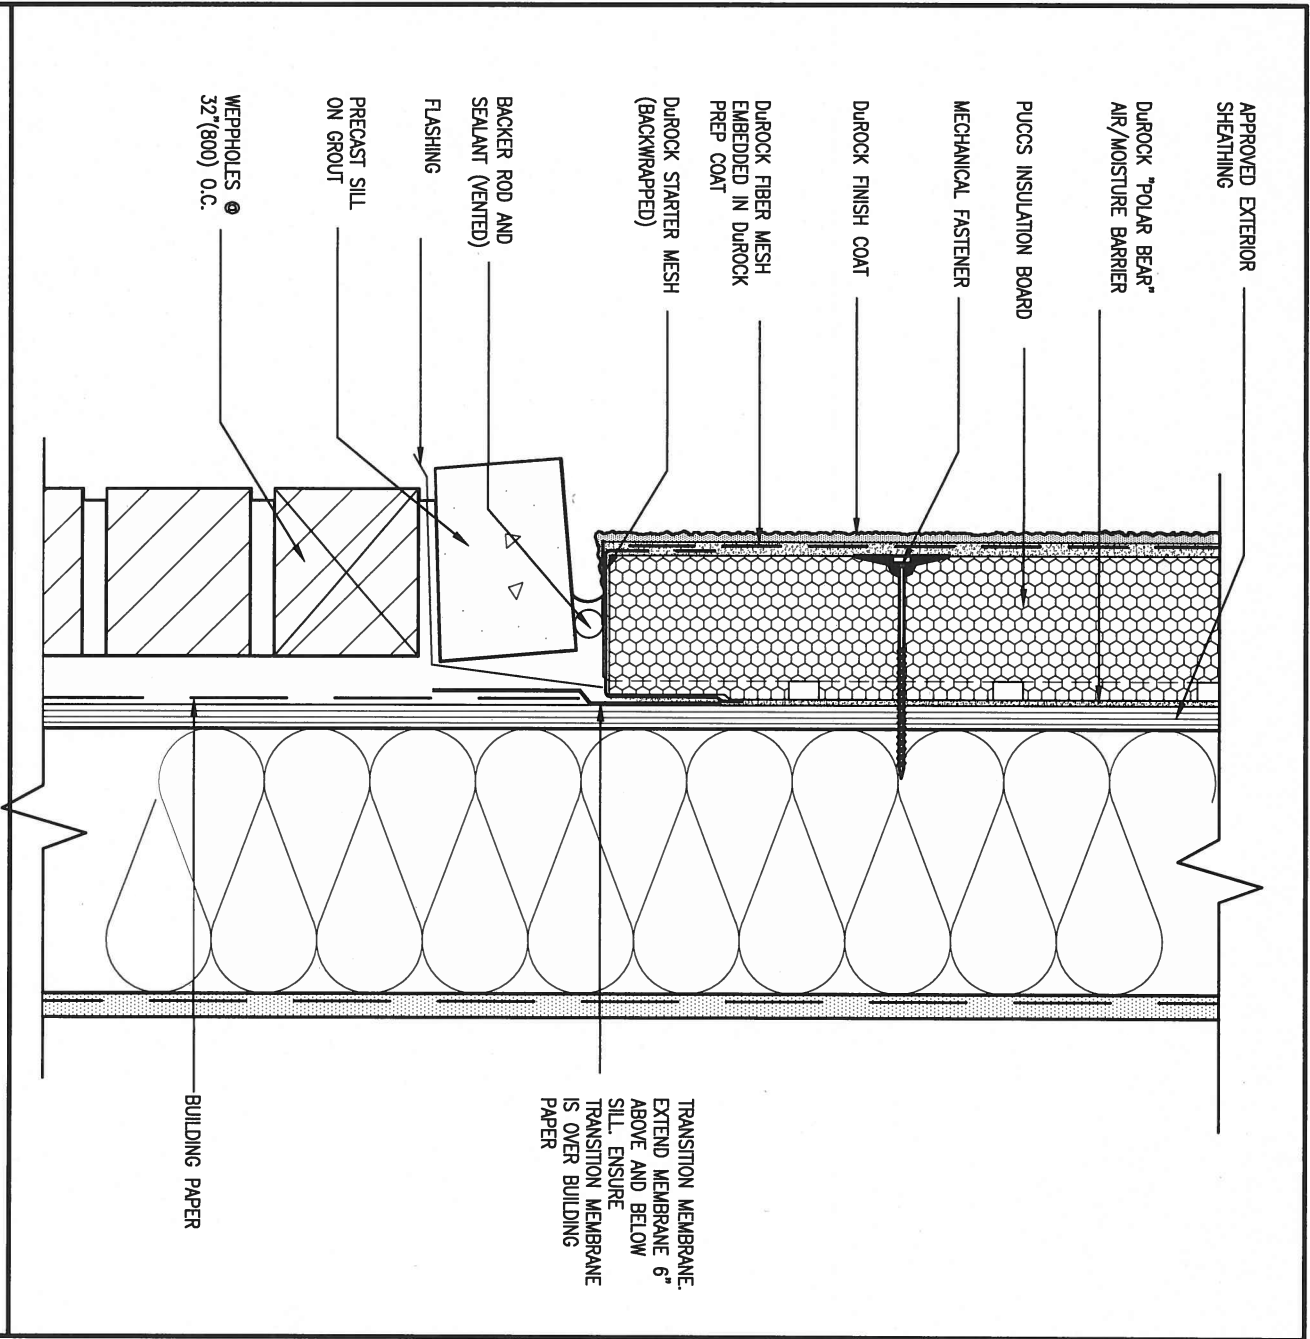 APPROVED EXTERIOR
SHEATHING
DuROCK "POLAR BEAR"
AIR/MOISTURE BARRIER
PUCCS INSULATION BOARD
MECHANICAL FASTENER
DuROCK FINISH COAT
DuROCK FIBER MESH
EMBEDDED IN DuROCK
PREP COAT
DuROCK STARTER MESH
(BACKWRAPPED)
BACKER ROD AND
SEALANT (VENTED)
FLASHING
PRECAST SILL
ON GROUT
WEPPHOLES @
32"(800) O.C.
TRANSITION MEMBRANE.
EXTEND MEMBRANE 6"
ABOVE AND BELOW
SILL. ENSURE
TRANSITION MEMBRANE
IS OVER BUILDING
PAPER
BUILDING PAPER